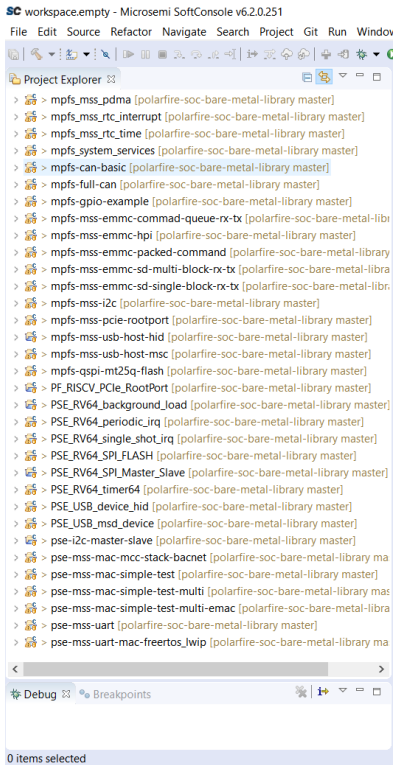 SC workspace.empty - Microsemi SoftConsole v6.2.0.251
File Edit Source Refactor Navigate Search Project Git Run Window
Project Explorer
> mpfs_mss_pdma [polarfire-soc-bare-metal-library master]
> mpfs_mss_rtc_interrupt [polarfire-soc-bare-metal-library master]
> mpfs_mss_rtc_time [polarfire-soc-bare-metal-library master]
> mpfs_system_services [polarfire-soc-bare-metal-library master]
> mpfs-can-basic [polarfire-soc-bare-metal-library master]
> mpfs-full-can [polarfire-soc-bare-metal-library master]
> mpfs-gpio-example [polarfire-soc-bare-metal-library master]
> mpfs-mss-emmc-commad-queue-rx-tx [polarfire-soc-bare-metal-libr
> mpfs-mss-emmc-hpi [polarfire-soc-bare-metal-library master]
> mpfs-mss-emmc-packed-command [polarfire-soc-bare-metal-library
> mpfs-mss-emmc-sd-multi-block-rx-tx [polarfire-soc-bare-metal-libra
> mpfs-mss-emmc-sd-single-block-rx-tx [polarfire-soc-bare-metal-libr
> mpfs-mss-i2c [polarfire-soc-bare-metal-library master]
> mpfs-mss-pcie-rootport [polarfire-soc-bare-metal-library master]
> mpfs-mss-usb-host-hid [polarfire-soc-bare-metal-library master]
> mpfs-mss-usb-host-msc [polarfire-soc-bare-metal-library master]
> mpfs-qspi-mt25q-flash [polarfire-soc-bare-metal-library master]
> PF_RISCV_PCIe_RootPort [polarfire-soc-bare-metal-library master]
> PSE_RV64_background_load [polarfire-soc-bare-metal-library master]
> PSE_RV64_periodic_irq [polarfire-soc-bare-metal-library master]
> PSE_RV64_single_shot_irq [polarfire-soc-bare-metal-library master]
> PSE_RV64_SPI_FLASH [polarfire-soc-bare-metal-library master]
> PSE_RV64_SPI_Master_Slave [polarfire-soc-bare-metal-library master]
> PSE_RV64_timer64 [polarfire-soc-bare-metal-library master]
> PSE_USB_device_hid [polarfire-soc-bare-metal-library master]
> PSE_USB_msd_device [polarfire-soc-bare-metal-library master]
> pse-i2c-master-slave [polarfire-soc-bare-metal-library master]
> pse-mss-mac-mcc-stack-bacnet [polarfire-soc-bare-metal-library ma
> pse-mss-mac-simple-test [polarfire-soc-bare-metal-library master]
> pse-mss-mac-simple-test-multi [polarfire-soc-bare-metal-library mas
> pse-mss-mac-simple-test-multi-emac [polarfire-soc-bare-metal-libra
> pse-mss-uart [polarfire-soc-bare-metal-library master]
> pse-mss-uart-mac-freertos_lwip [polarfire-soc-bare-metal-library ma
Debug Breakpoints
0 items selected